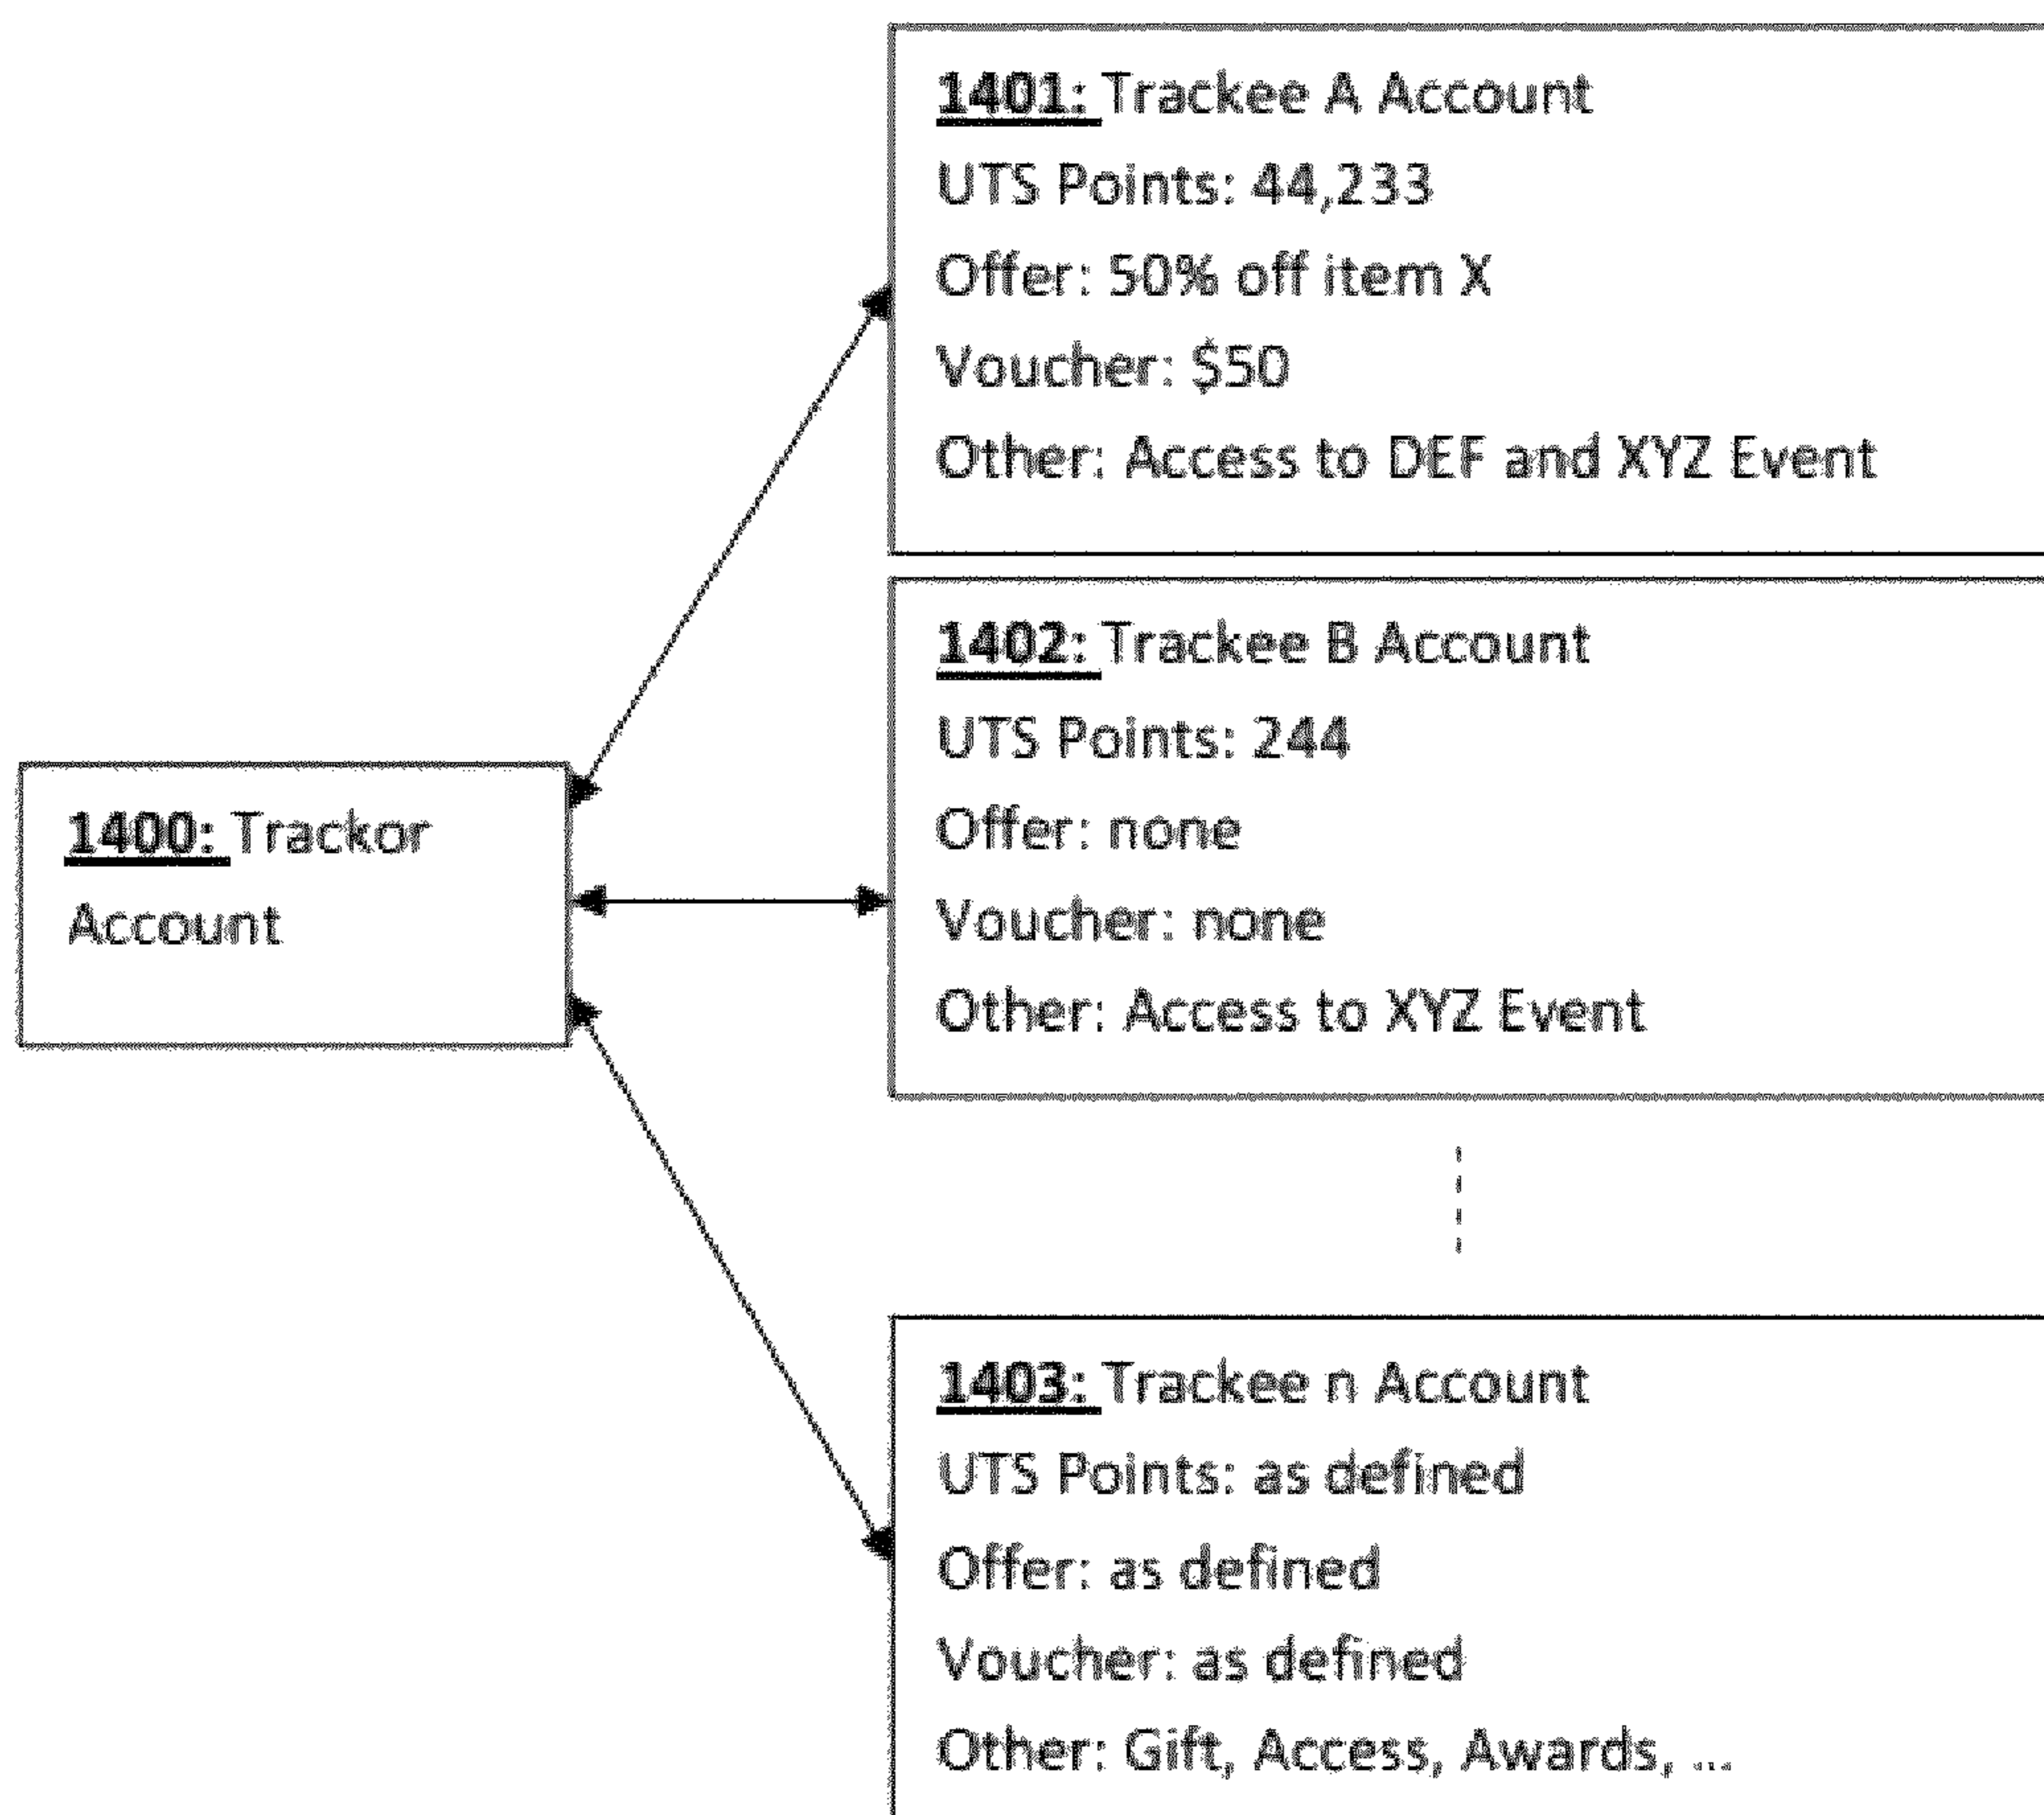 1401: Trackee A Account
UTS Points: 44,233
Offer: 50% off item X
Voucher: $50
Other: Access to DEF and XYZ Event
1402: Trackee B Account
UTS Points: 244
Offer: none
Voucher: none
Other: Access to XYZ Event
1400: Trackor
Account
1403: Trackee n Account
UTS Points: as defined
Offer: as defined
Voucher: as defined
Other: Gift, Access, Awards, ...